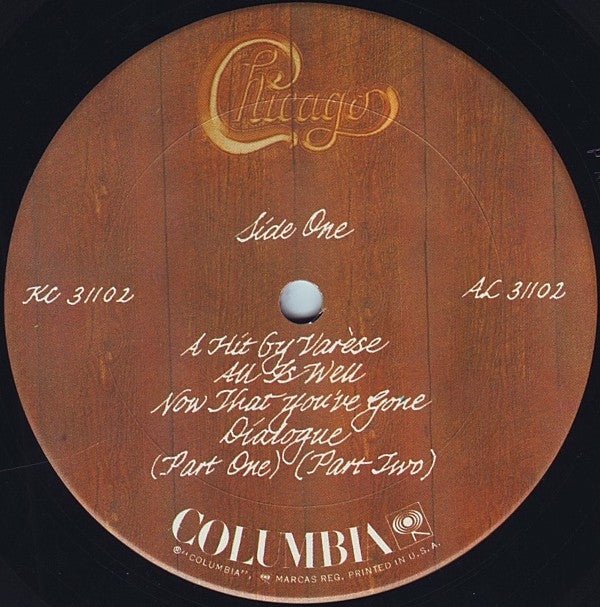 Chicago
Side One
KC 31102
AL 31102
A Hit By Varèse
All Is Well
Now That You've Gone
Dialogue
(Part One) (Part Two)
COLUMBIA
®"COLUMBIA", MARCAS REG. PRINTED IN U.S.A.